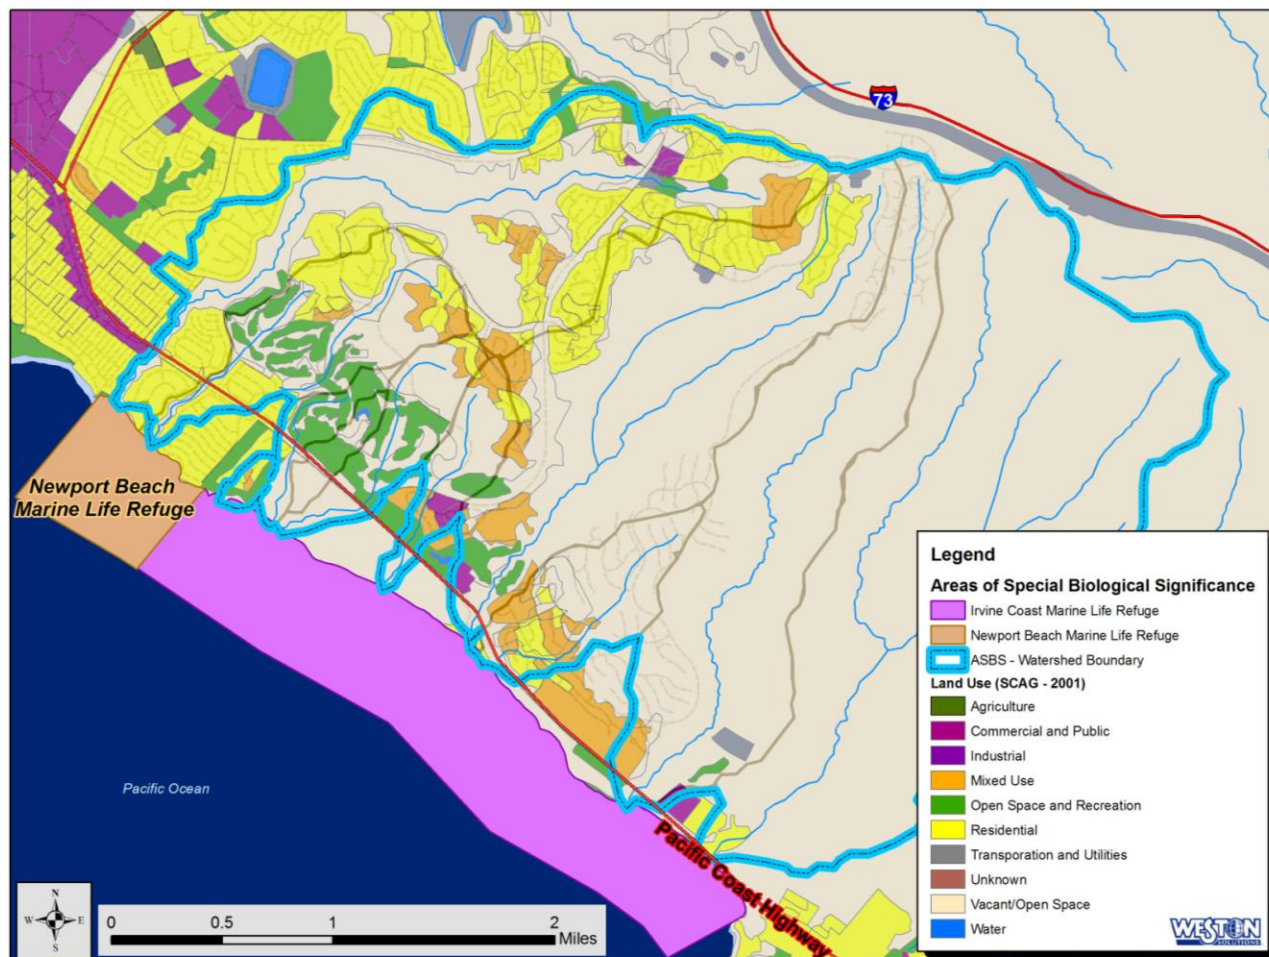 73
Newport Beach
Marine Life Refuge
Pacific Ocean
Pacific Coast Highway
N
W
E
S
0
0.5
1
2
Miles
Legend
Areas of Special Biological Significance
Irvine Coast Marine Life Refuge
Newport Beach Marine Life Refuge
ASBS - Watershed Boundary
Land Use (SCAG - 2001)
Agriculture
Commercial and Public
Industrial
Mixed Use
Open Space and Recreation
Residential
Transporation and Utilities
Unknown
Vacant/Open Space
Water
WESTON
SOLUTIONS